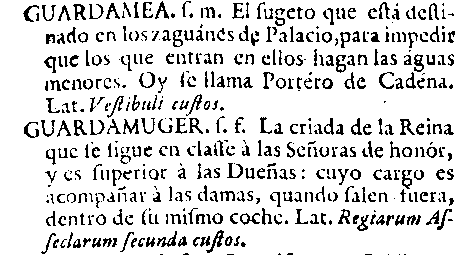 GUARDAMEA. ſ. m. El ſugeto que eſtá deſti-
nado en los zaguánes de Palacio, para impedir
que los que entran en ellos hagan las águas
menores. Oy ſe llama Portéro de Cadéna.
Lat. Veſtibuli cuſtos.
GUARDAMUGER. ſ. f. La criada de la Reina
que ſe ſigue en claſſe à las Señoras de honór,
y es ſuperiór à las Dueñas: cuyo cargo es
acompañar à las damas, quando ſalen fuera,
dentro de ſu miſmo coche. Lat. Regiarum Aſ-
ſeclarum ſecunda cuſtos.